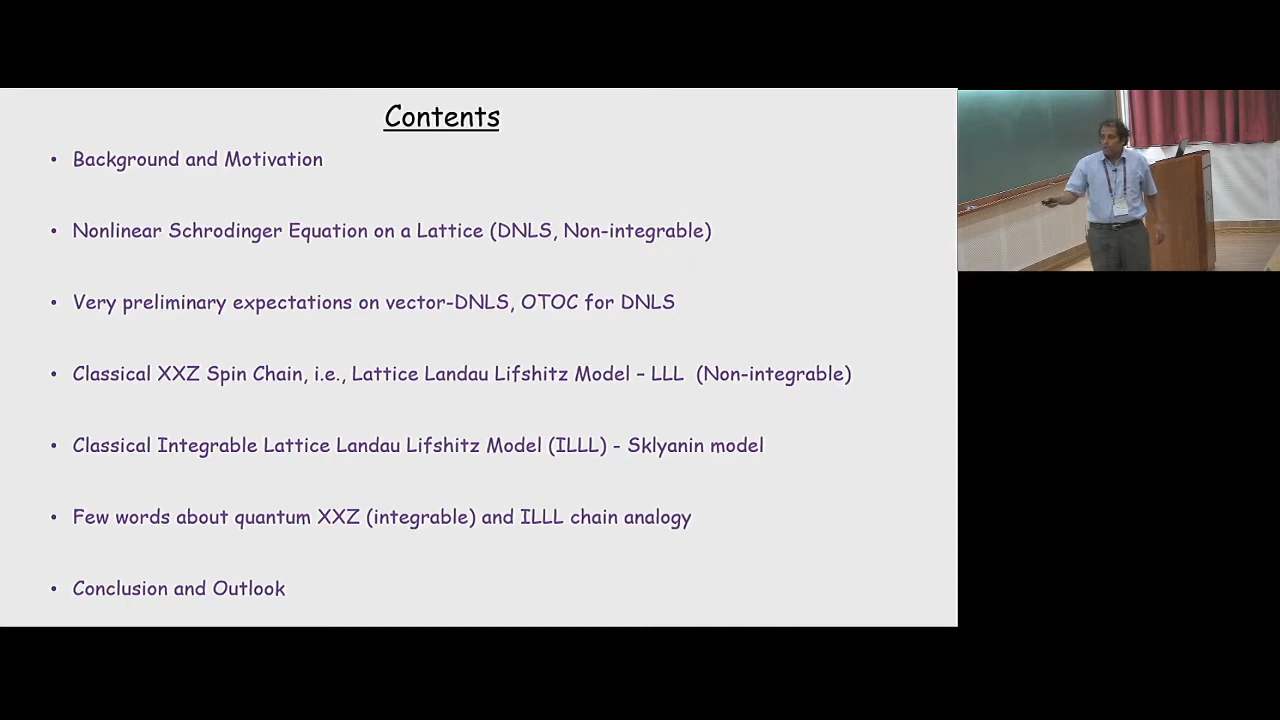 Contents
• Background and Motivation
• Nonlinear Schrodinger Equation on a Lattice (DNLS, Non-integrable)
• Very preliminary expectations on vector-DNLS, OTOC for DNLS
• Classical XXZ Spin Chain, i.e., Lattice Landau Lifshitz Model – LLL (Non-integrable)
• Classical Integrable Lattice Landau Lifshitz Model (ILLL) - Sklyanin model
• Few words about quantum XXZ (integrable) and ILLL chain analogy
• Conclusion and Outlook